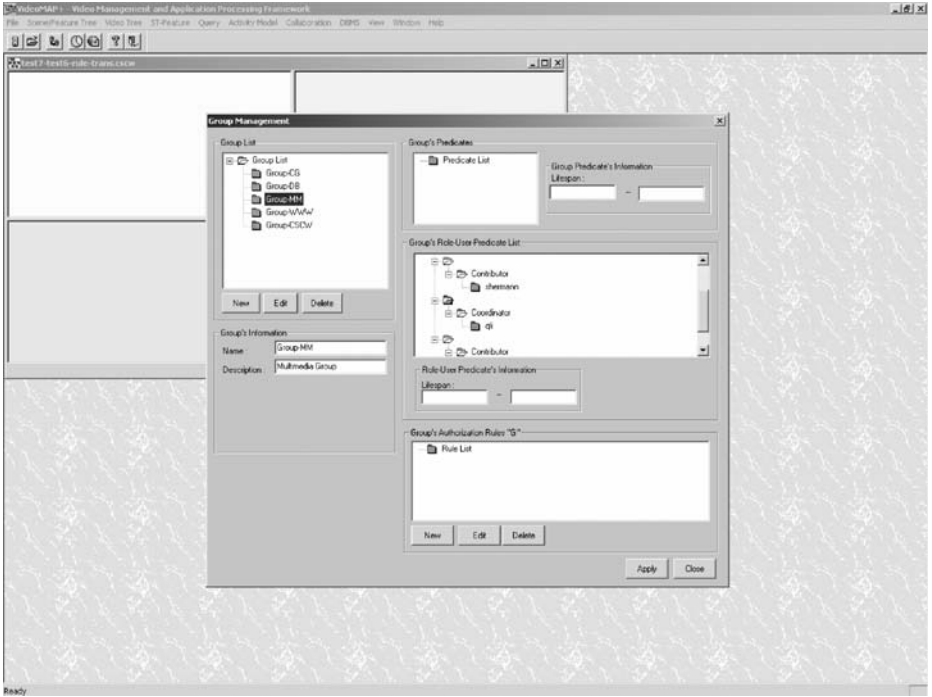 VideoMAP+ - Video Management and Application Processing Framework
File Scene/Feature Tree Video Tree ST-Feature Query Activity Model Collaboration DBMS View Window Help
test7-test6-rule-trans.cscw
Group Management
Group List
Group List
Group-CG
Group-DB
Group-MM
Group-WWW
Group-CSCW
New Edit Delete
Group's Information
Name : Group-MM
Description : Multimedia Group
Group's Predicates
Predicate List
Group Predicate's Information
Lifespan :
~
Group's Role-User-Predicate List
Contributor
shermann
Coordinator
qli
Contributor
Role-User Predicate's Information
Lifespan :
~
Group's Authorization Rules "G"
Rule List
New Edit Delete
Apply Close
Ready